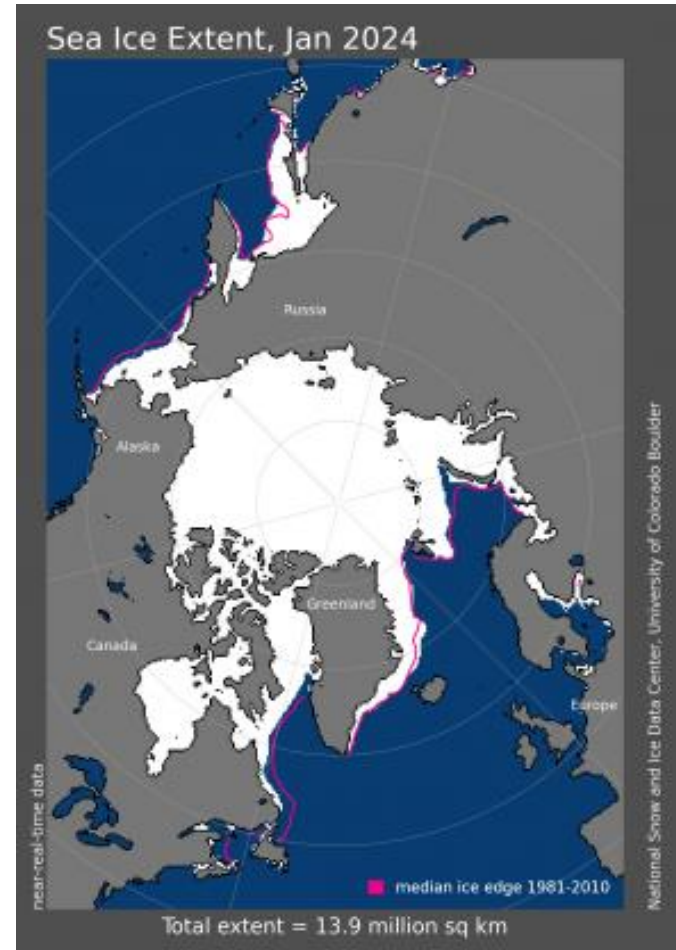 Sea Ice Extent, Jan 2024
Russia
Alaska
Greenland
Canada
Europe
near-real-time data
National Snow and Ice Data Center, University of Colorado Boulder
median ice edge 1981-2010
Total extent = 13.9 million sq km